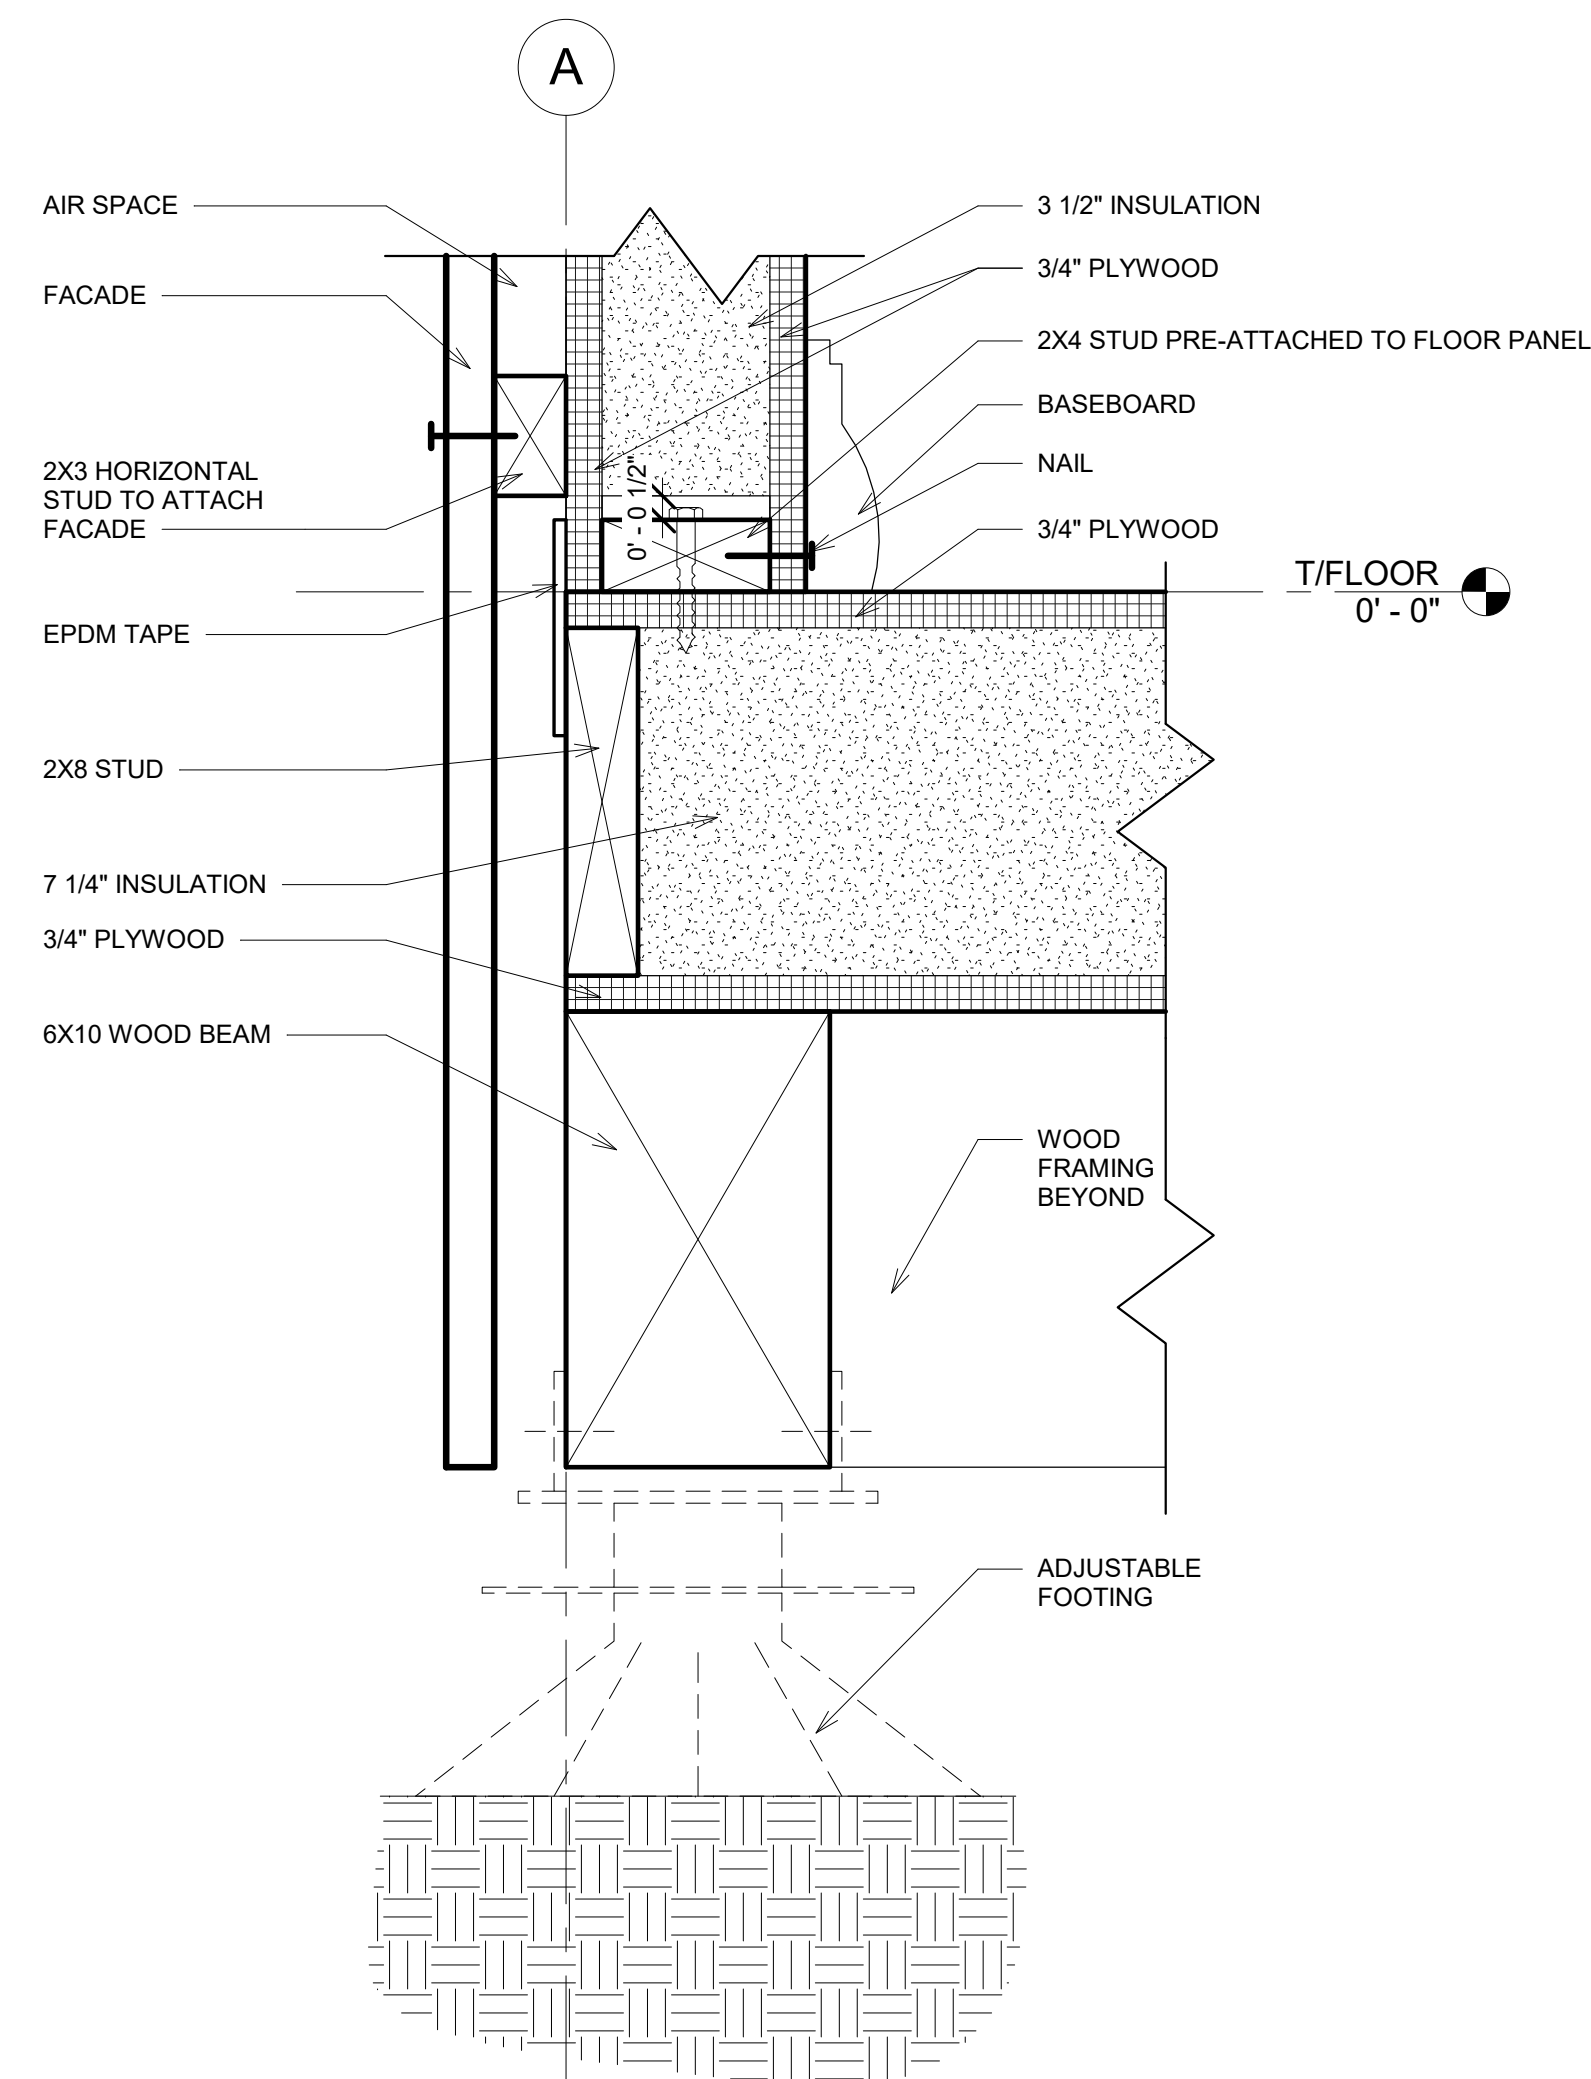 A
AIR SPACE
FACADE
2X3 HORIZONTAL
STUD TO ATTACH
FACADE
EPDM TAPE
2X8 STUD
7 1/4" INSULATION
3/4" PLYWOOD
6X10 WOOD BEAM
0' - 0 1/2"
3 1/2" INSULATION
3/4" PLYWOOD
2X4 STUD PRE-ATTACHED TO FLOOR PANEL
BASEBOARD
NAIL
3/4" PLYWOOD
T/FLOOR
0' - 0"
WOOD
FRAMING
BEYOND
ADJUSTABLE
FOOTING